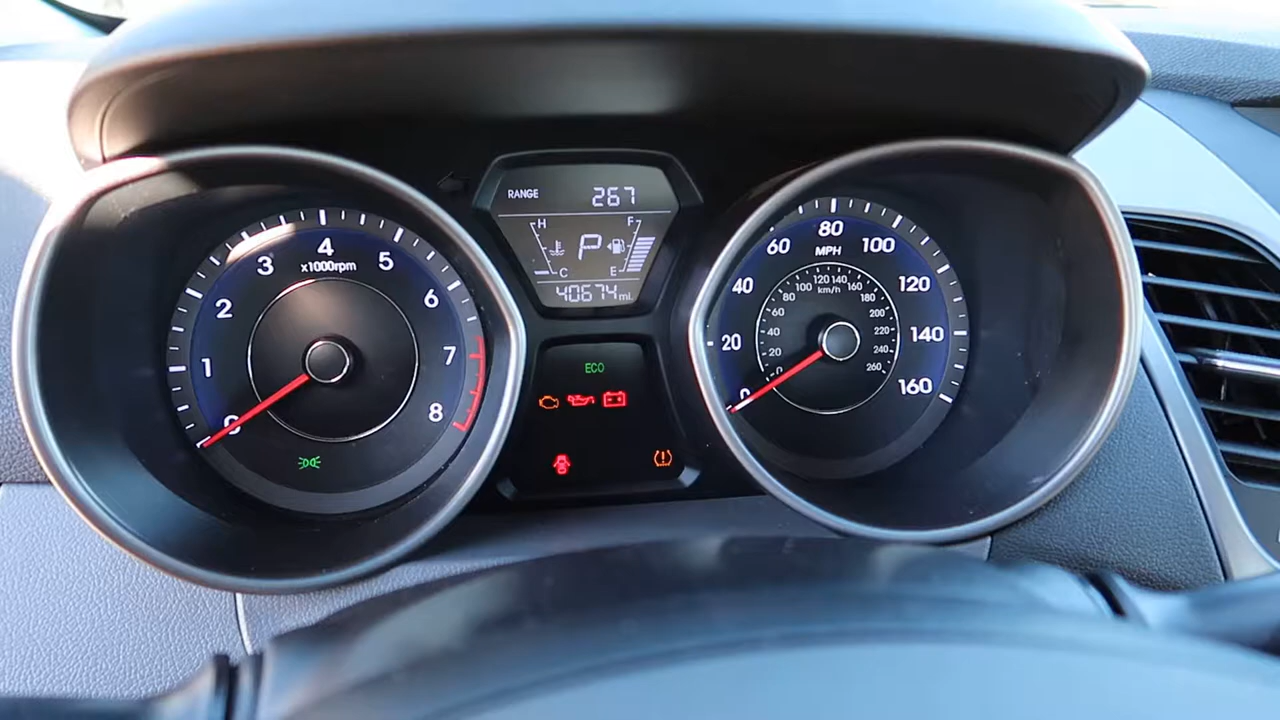 RANGE 267
H F
P
C E
40674 mi.
0 1 2 3 4 5 6 7 8
x1000rpm
ECO
0 20 40 60 80 100 120 140 160
MPH
0 20 40 60 80 100 120 140 160 180 200 220 240 260
km/h